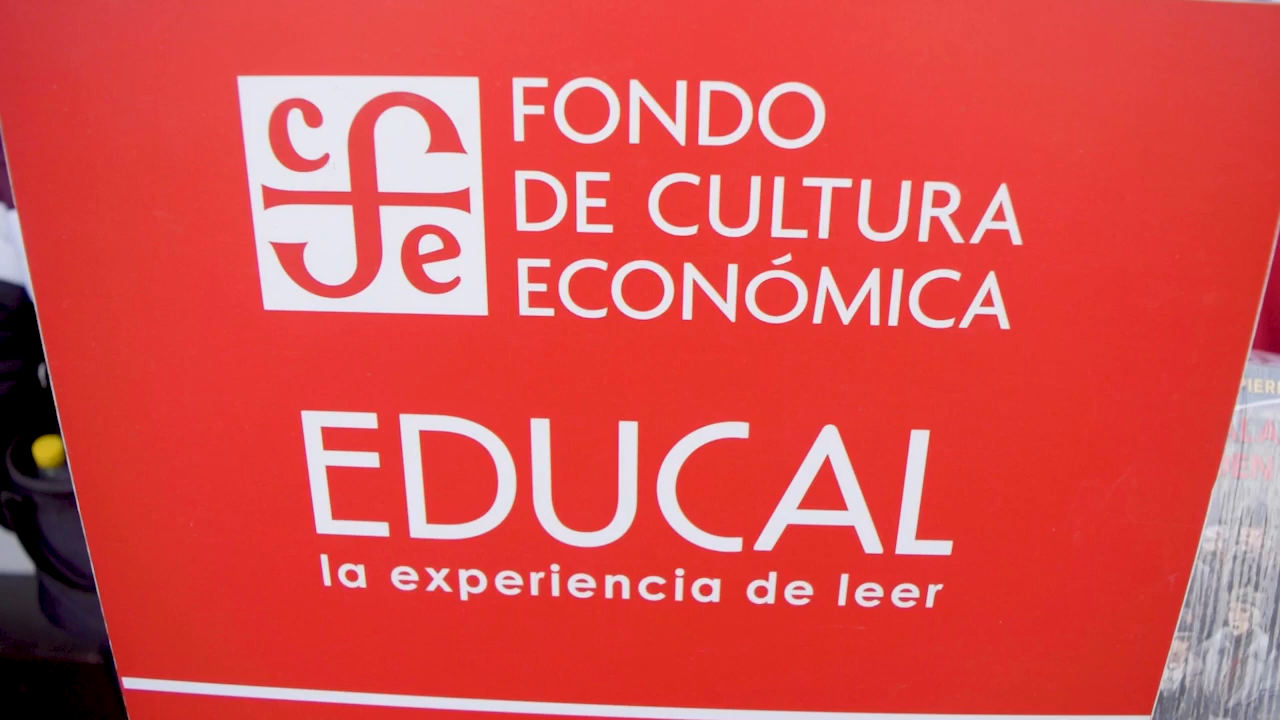 cfe
FONDO
DE CULTURA
ECONÓMICA
EDUCAL
la experiencia de leer